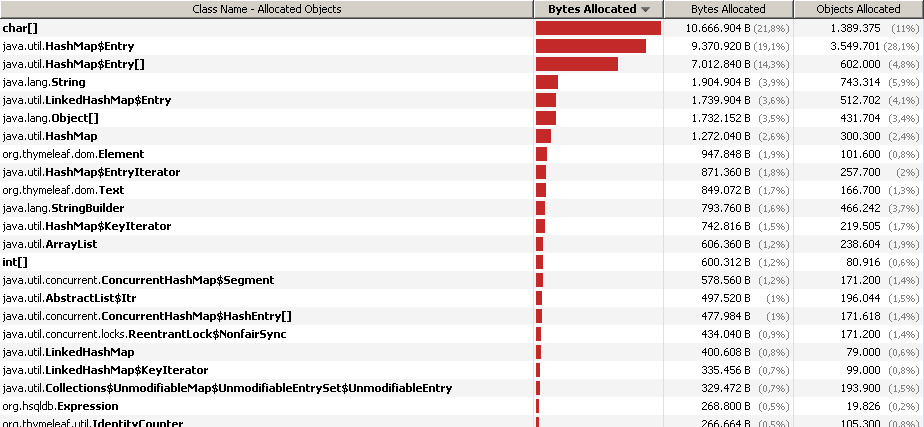 Class Name - Allocated Objects Bytes Allocated Bytes Allocated Objects Allocated
char[] 10.666.904 B (21,8%) 1.389.375 (11%)
java.util.HashMap$Entry 9.370.920 B (19,1%) 3.549.701 (28,1%)
java.util.HashMap$Entry[] 7.012.840 B (14,3%) 602.000 (4,8%)
java.lang.String 1.904.904 B (3,9%) 743.314 (5,9%)
java.util.LinkedHashMap$Entry 1.739.904 B (3,6%) 512.702 (4,1%)
java.lang.Object[] 1.732.152 B (3,5%) 431.704 (3,4%)
java.util.HashMap 1.272.040 B (2,6%) 300.300 (2,4%)
org.thymeleaf.dom.Element 947.848 B (1,9%) 101.600 (0,8%)
java.util.HashMap$EntryIterator 871.360 B (1,8%) 257.700 (2%)
org.thymeleaf.dom.Text 849.072 B (1,7%) 166.700 (1,3%)
java.lang.StringBuilder 793.760 B (1,6%) 466.242 (3,7%)
java.util.HashMap$KeyIterator 742.816 B (1,5%) 219.505 (1,7%)
java.util.ArrayList 606.360 B (1,2%) 238.604 (1,9%)
int[] 600.312 B (1,2%) 80.916 (0,6%)
java.util.concurrent.ConcurrentHashMap$Segment 578.560 B (1,2%) 171.200 (1,4%)
java.util.AbstractList$Itr 497.520 B (1%) 196.044 (1,5%)
java.util.concurrent.ConcurrentHashMap$HashEntry[] 477.984 B (1%) 171.618 (1,4%)
java.util.concurrent.locks.ReentrantLock$NonfairSync 434.040 B (0,9%) 171.200 (1,4%)
java.util.LinkedHashMap 400.608 B (0,8%) 79.000 (0,6%)
java.util.LinkedHashMap$KeyIterator 335.456 B (0,7%) 99.000 (0,8%)
java.util.Collections$UnmodifiableMap$UnmodifiableEntrySet$UnmodifiableEntry 329.472 B (0,7%) 193.900 (1,5%)
org.hsqldb.Expression 268.800 B (0,5%) 19.826 (0,2%)
org.thymeleaf.util.IdentityCounter 266.664 B (0,5%) 105.300 (0,8%)